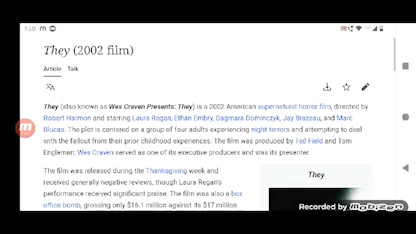 7:50
They (2002 film)
Article Talk
They (also known as Wes Craven Presents: They) is a 2002 American supernatural horror film, directed by
Robert Harmon and starring Laura Regan, Ethan Embry, Dagmara Dominczyk, Jay Brazeau, and Marc
Blucas. The plot is centered on a group of four adults experiencing night terrors and attempting to deal
with the fallout from their prior childhood experiences. The film was produced by Ted Field and Tom
Engleman; Wes Craven served as one of its executive producers and was its presenter.
The film was released during the Thanksgiving week and
received generally negative reviews, though Laura Regan's
performance received significant praise. The film was also a box
office bomb, grossing only $16.1 million against its $17 million
They
Recorded by Mobizen